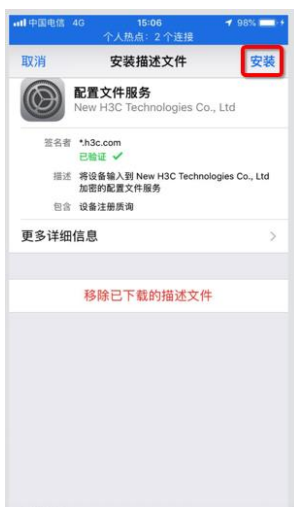 中国电信 4G 15:06 98%
个人热点：2 个连接
取消 安装描述文件 安装
配置文件服务
New H3C Technologies Co., Ltd
签名者 *.h3c.com
已验证 ✓
描述 将设备输入到 New H3C Technologies Co., Ltd
加密的配置文件服务
包含 设备注册质询
更多详细信息
移除已下载的描述文件